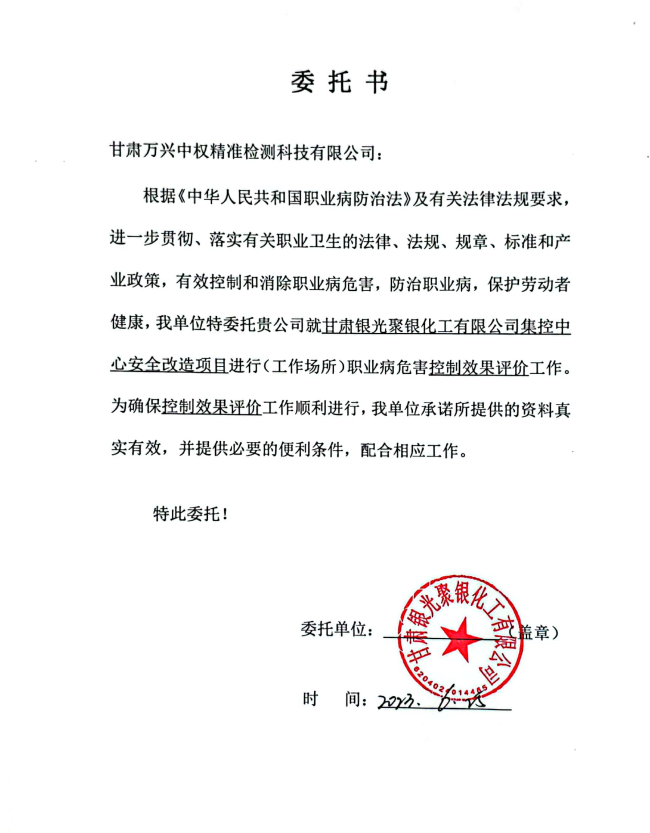 委托书
甘肃万兴中权精准检测科技有限公司：
根据《中华人民共和国职业病防治法》及有关法律法规要求，
进一步贯彻、落实有关职业卫生的法律、法规、规章、标准和产
业政策，有效控制和消除职业病危害，防治职业病，保护劳动者
健康，我单位特委托贵公司就甘肃银光聚银化工有限公司集控中
心安全改造项目进行（工作场所）职业病危害控制效果评价工作。
为确保控制效果评价工作顺利进行，我单位承诺所提供的资料真
实有效，并提供必要的便利条件，配合相应工作。
特此委托！
甘肃银光聚银化工有限公司
委托单位：（盖章）
6204024014465
时 间：2023.6.25